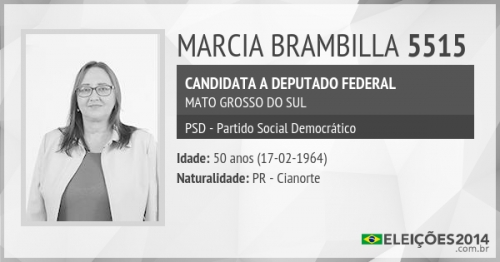 MARCIA BRAMBILLA 5515
CANDIDATA A DEPUTADO FEDERAL
MATO GROSSO DO SUL
PSD - Partido Social Democrático
Idade: 50 anos (17-02-1964)
Naturalidade: PR - Cianorte
ELEIÇÕES2014
.com.br